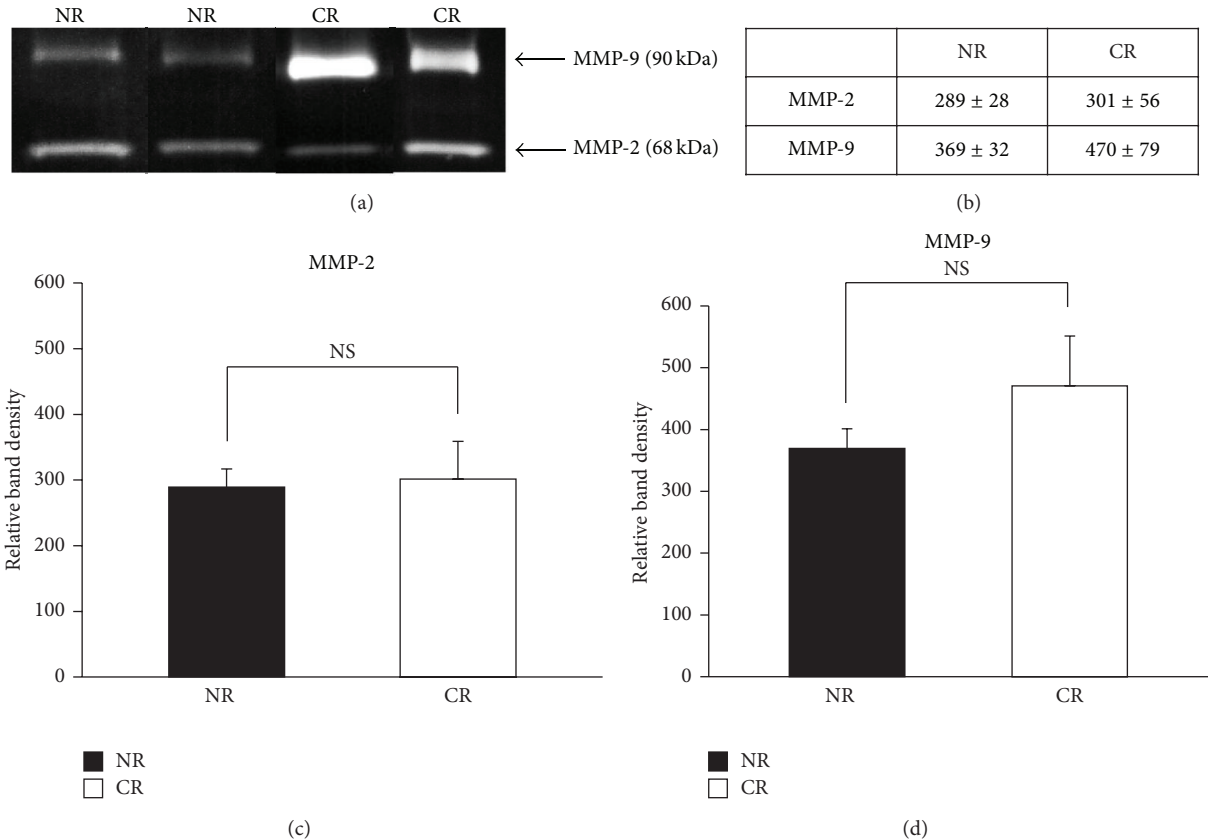 NR NR CR CR
MMP-9 (90 kDa)
MMP-2 (68 kDa)
(a)
NR CR
MMP-2 289 ± 28 301 ± 56
MMP-9 369 ± 32 470 ± 79
(b)
MMP-2
NS
Relative band density
600
500
400
300
200
100
0
NR CR
NR
CR
(c)
MMP-9
NS
Relative band density
600
500
400
300
200
100
0
NR CR
NR
CR
(d)